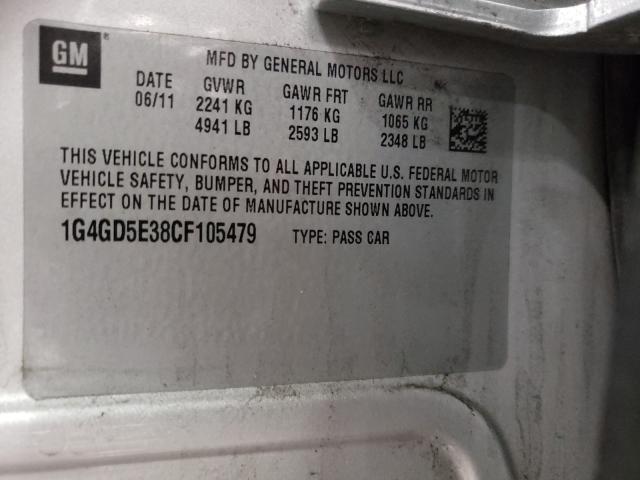 GM ®
MFD BY GENERAL MOTORS LLC
DATE GVWR GAWR FRT GAWR RR
06/11 2241 KG 1176 KG 1065 KG
4941 LB 2593 LB 2348 LB
THIS VEHICLE CONFORMS TO ALL APPLICABLE U.S. FEDERAL MOTOR
VEHICLE SAFETY, BUMPER, AND THEFT PREVENTION STANDARDS IN
EFFECT ON THE DATE OF MANUFACTURE SHOWN ABOVE.
1G4GD5E38CF105479 TYPE: PASS CAR